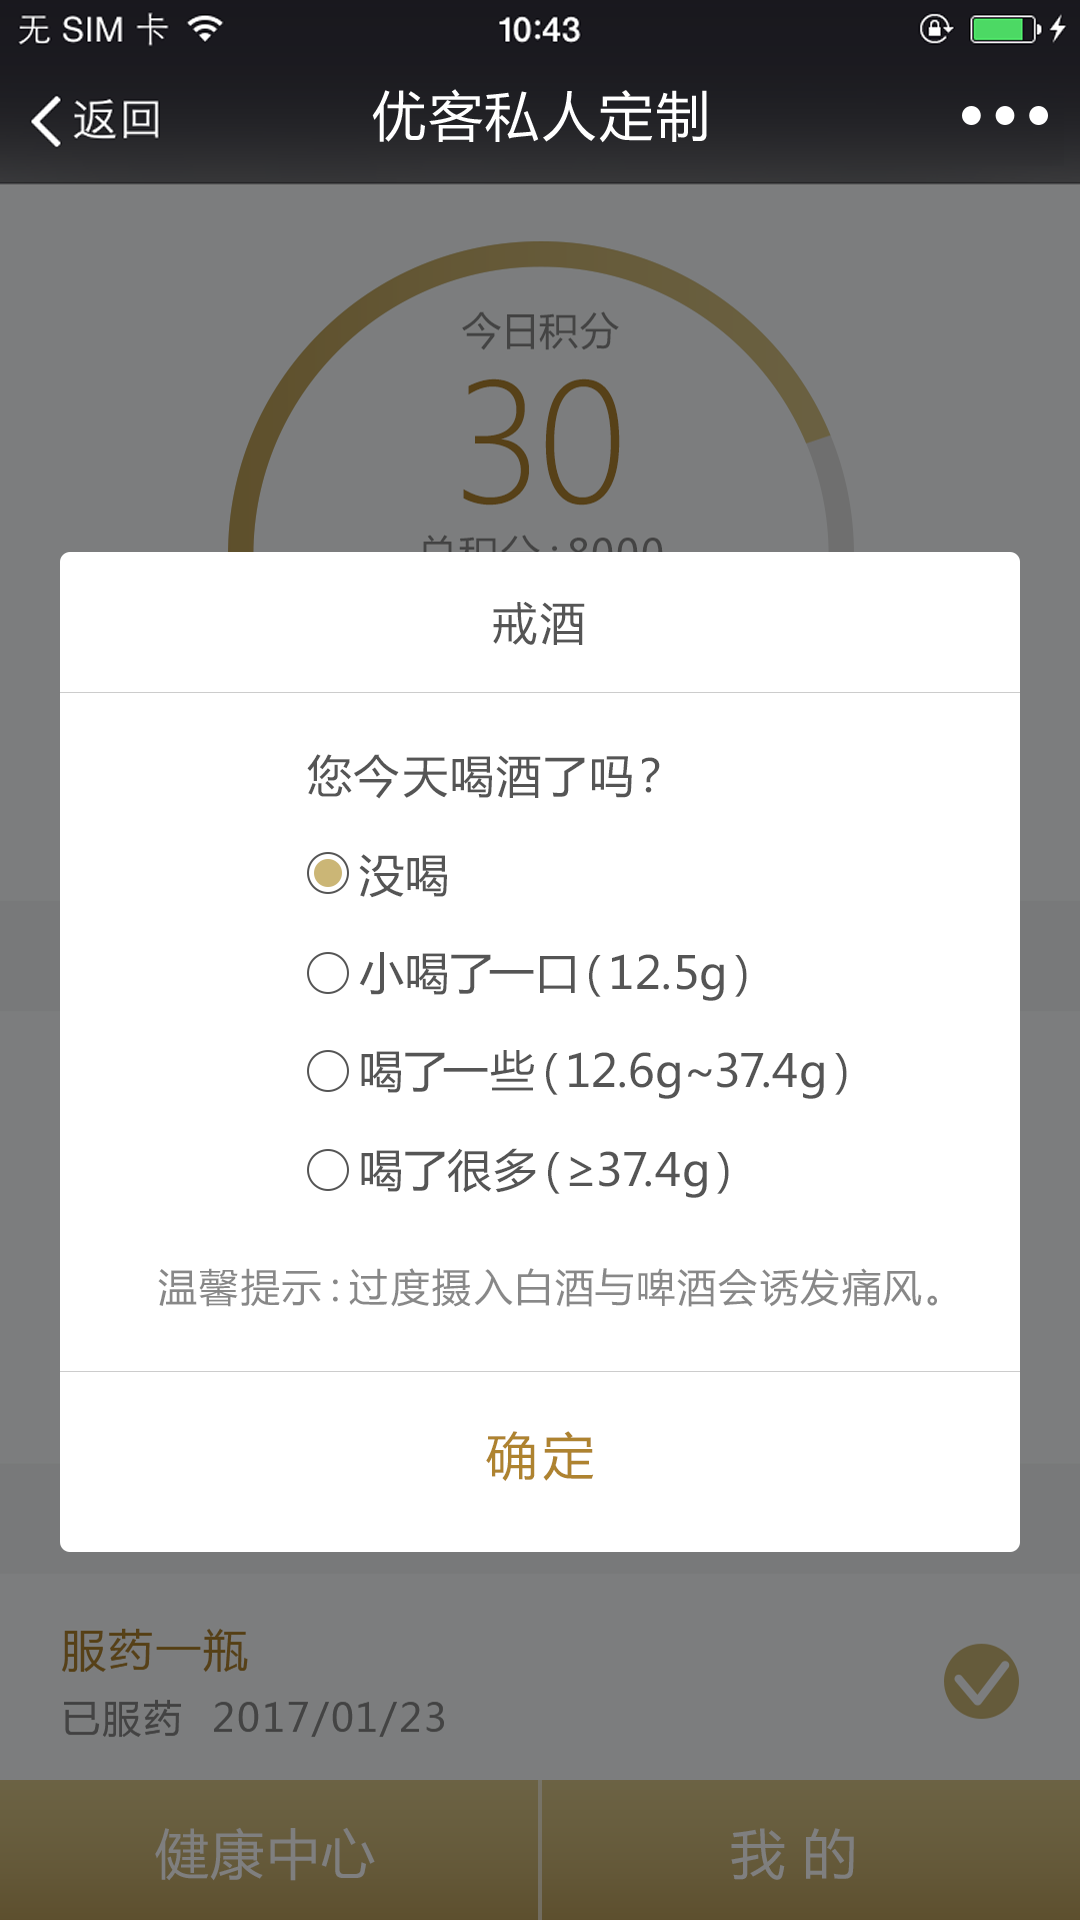 无 SIM 卡
10:43
返回
优客私人定制
今日积分
30
总积分:8000
戒酒
您今天喝酒了吗?
没喝
小喝了一口(12.5g)
喝了一些(12.6g~37.4g)
喝了很多(≥37.4g)
温馨提示:过度摄入白酒与啤酒会诱发痛风。
确定
服药一瓶
已服药 2017/01/23
健康中心
我 的